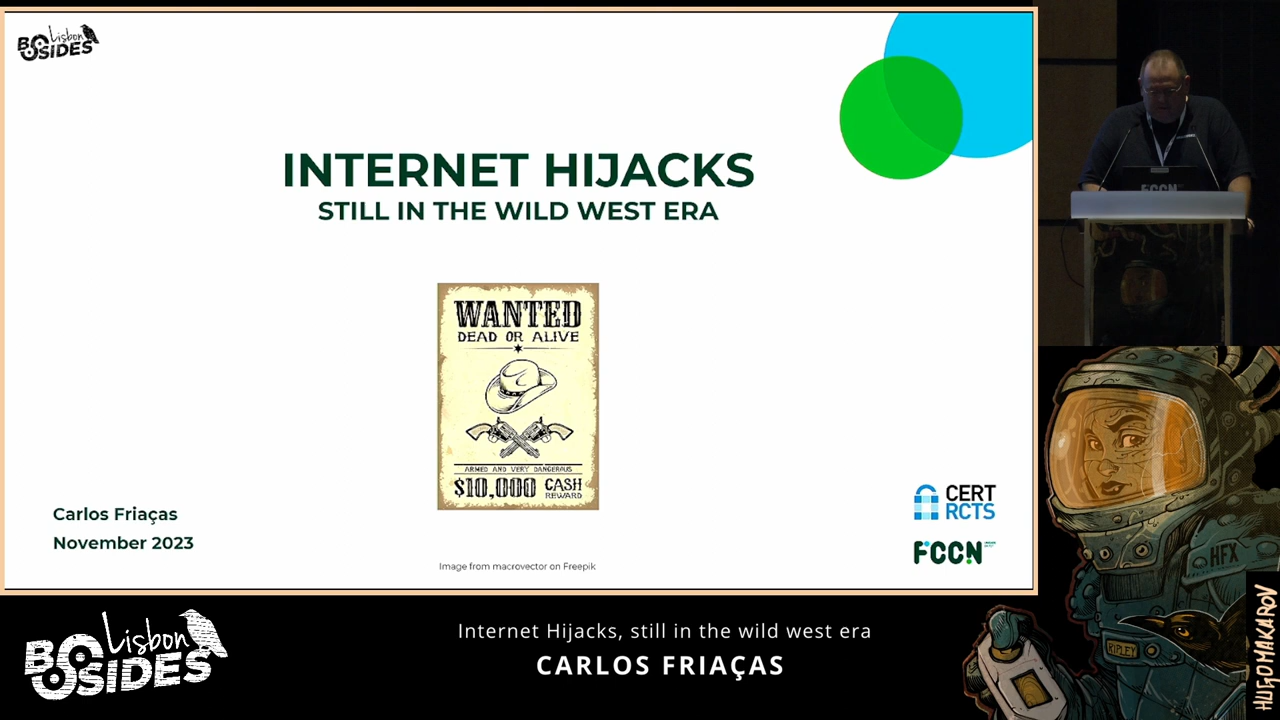 Lisbon
BSIDES
INTERNET HIJACKS
STILL IN THE WILD WEST ERA
WANTED
DEAD OR ALIVE
ARMED AND VERY DANGEROUS
$10,000 CASH
REWARD
Carlos Friaças
November 2023
Image from macrovector on Freepik
CERT
RCTS
FCCN
FCCN
HFX
RIPLEY
HUGOMAKAROV
Lisbon
BSIDES
Internet Hijacks, still in the wild west era
CARLOS FRIAÇAS